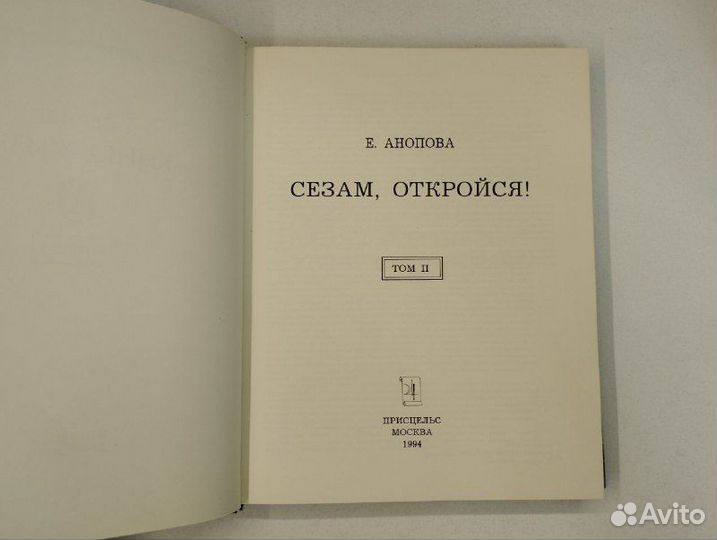 Е. АНОПОВА
СЕЗАМ, ОТКРОЙСЯ!
ТОМ II
ПРИСЦЕЛЬС
МОСКВА
1994
Avito